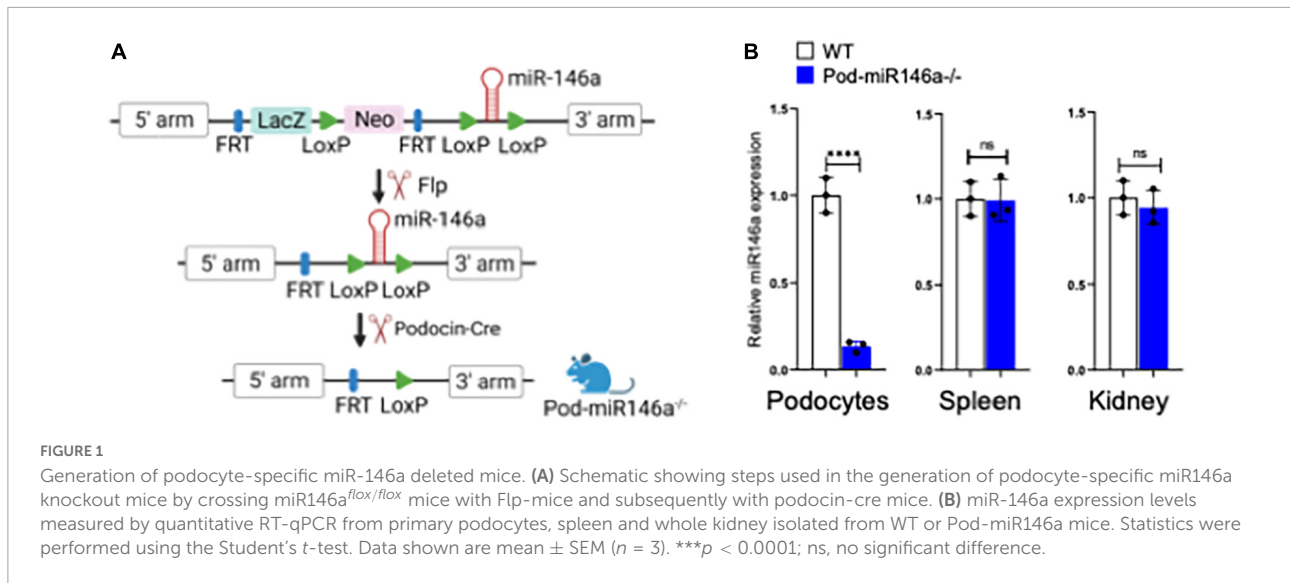 A
miR-146a
5' arm
LacZ
Neo
3' arm
FRT
LoxP
FRT LoxP LoxP
Flp
miR-146a
5' arm
3' arm
FRT LoxP LoxP
Podocin-Cre
5' arm
3' arm
FRT LoxP
Pod-miR146a-/-
B
WT
Pod-miR146a-/-
Relative miR146a expression
1.5
1.0
0.5
0.0
****
Podocytes
1.5
1.0
0.5
0.0
ns
Spleen
1.5
1.0
0.5
0.0
ns
Kidney
FIGURE 1
Generation of podocyte-specific miR-146a deleted mice. (A) Schematic showing steps used in the generation of podocyte-specific miR146a
knockout mice by crossing miR146aflox/flox mice with Flp-mice and subsequently with podocin-cre mice. (B) miR-146a expression levels
measured by quantitative RT-qPCR from primary podocytes, spleen and whole kidney isolated from WT or Pod-miR146a mice. Statistics were
performed using the Student's t-test. Data shown are mean ± SEM (n = 3). ***p < 0.0001; ns, no significant difference.